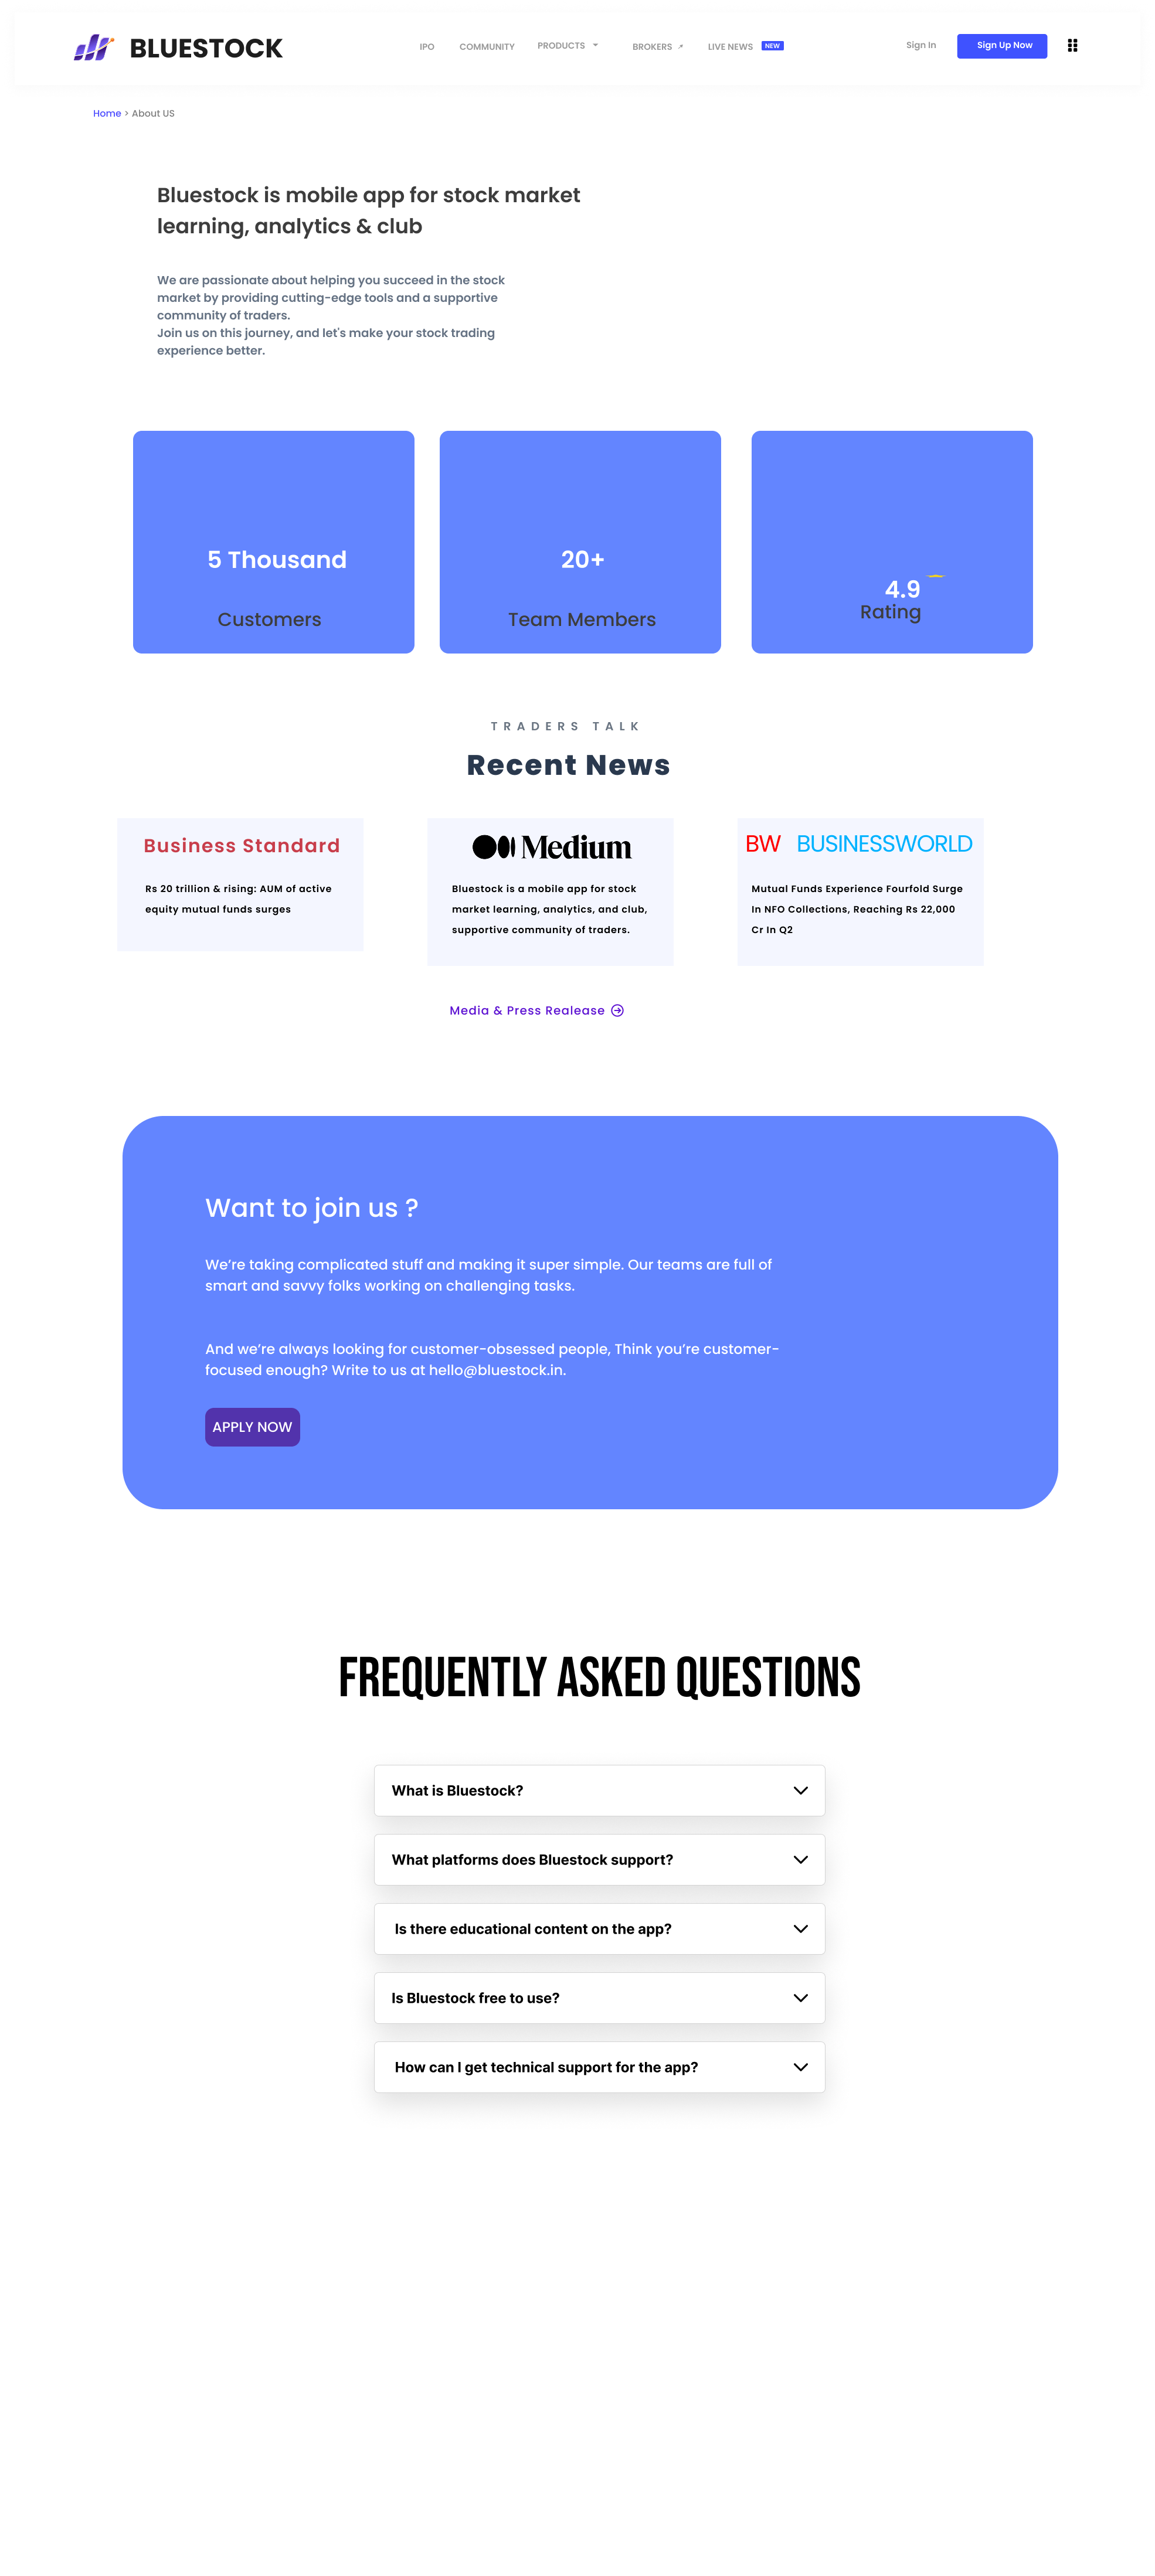 BLUESTOCK
IPO
COMMUNITY
PRODUCTS
BROKERS
LIVE NEWS
NEW
Sign In
Sign Up Now
Home > About US
Bluestock is mobile app for stock market
learning, analytics & club
We are passionate about helping you succeed in the stock
market by providing cutting-edge tools and a supportive
community of traders.
Join us on this journey, and let's make your stock trading
experience better.
5 Thousand
Customers
20+
Team Members
4.9
Rating
TRADERS TALK
Recent News
Business Standard
Rs 20 trillion & rising: AUM of active
equity mutual funds surges
Medium
Bluestock is a mobile app for stock
market learning, analytics, and club,
supportive community of traders.
BW BUSINESSWORLD
Mutual Funds Experience Fourfold Surge
In NFO Collections, Reaching Rs 22,000
Cr In Q2
Media & Press Realease
Want to join us ?
We’re taking complicated stuff and making it super simple. Our teams are full of
smart and savvy folks working on challenging tasks.
And we’re always looking for customer-obsessed people, Think you’re customer-
focused enough? Write to us at hello@bluestock.in.
APPLY NOW
FREQUENTLY ASKED QUESTIONS
What is Bluestock?
What platforms does Bluestock support?
Is there educational content on the app?
Is Bluestock free to use?
How can I get technical support for the app?